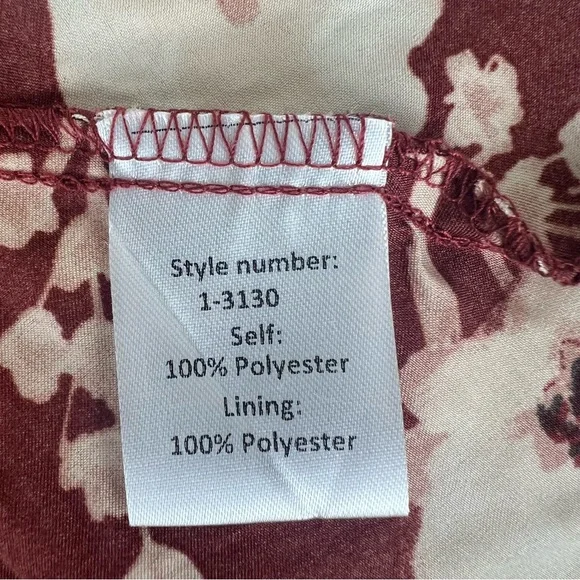 Style number:
1-3130
Self:
100% Polyester
Lining:
100% Polyester